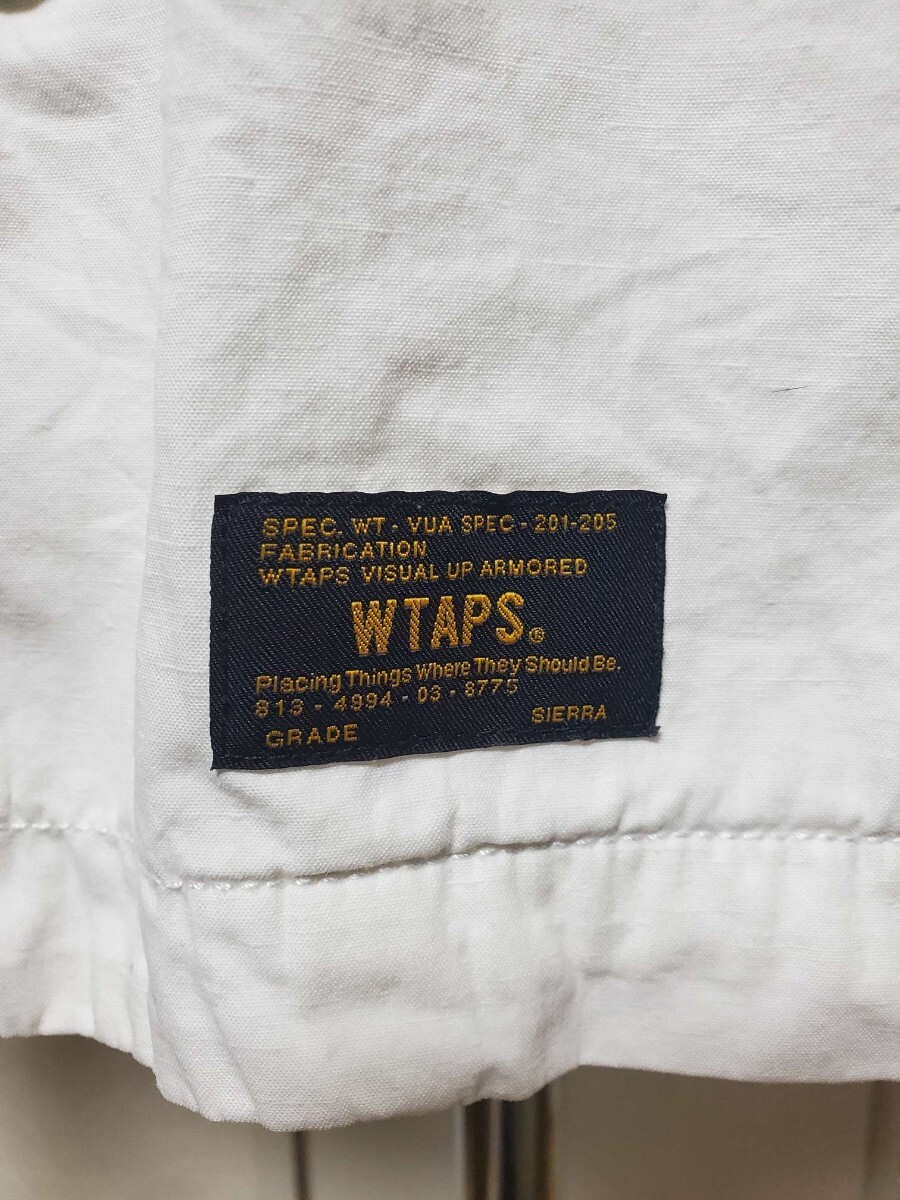 SPEC. WT - VUA SPEC - 201-205
FABRICATION
WTAPS VISUAL UP ARMORED
WTAPS®
Placing Things Where They Should Be.
813 - 4994 - 03 - 8775
GRADE SIERRA